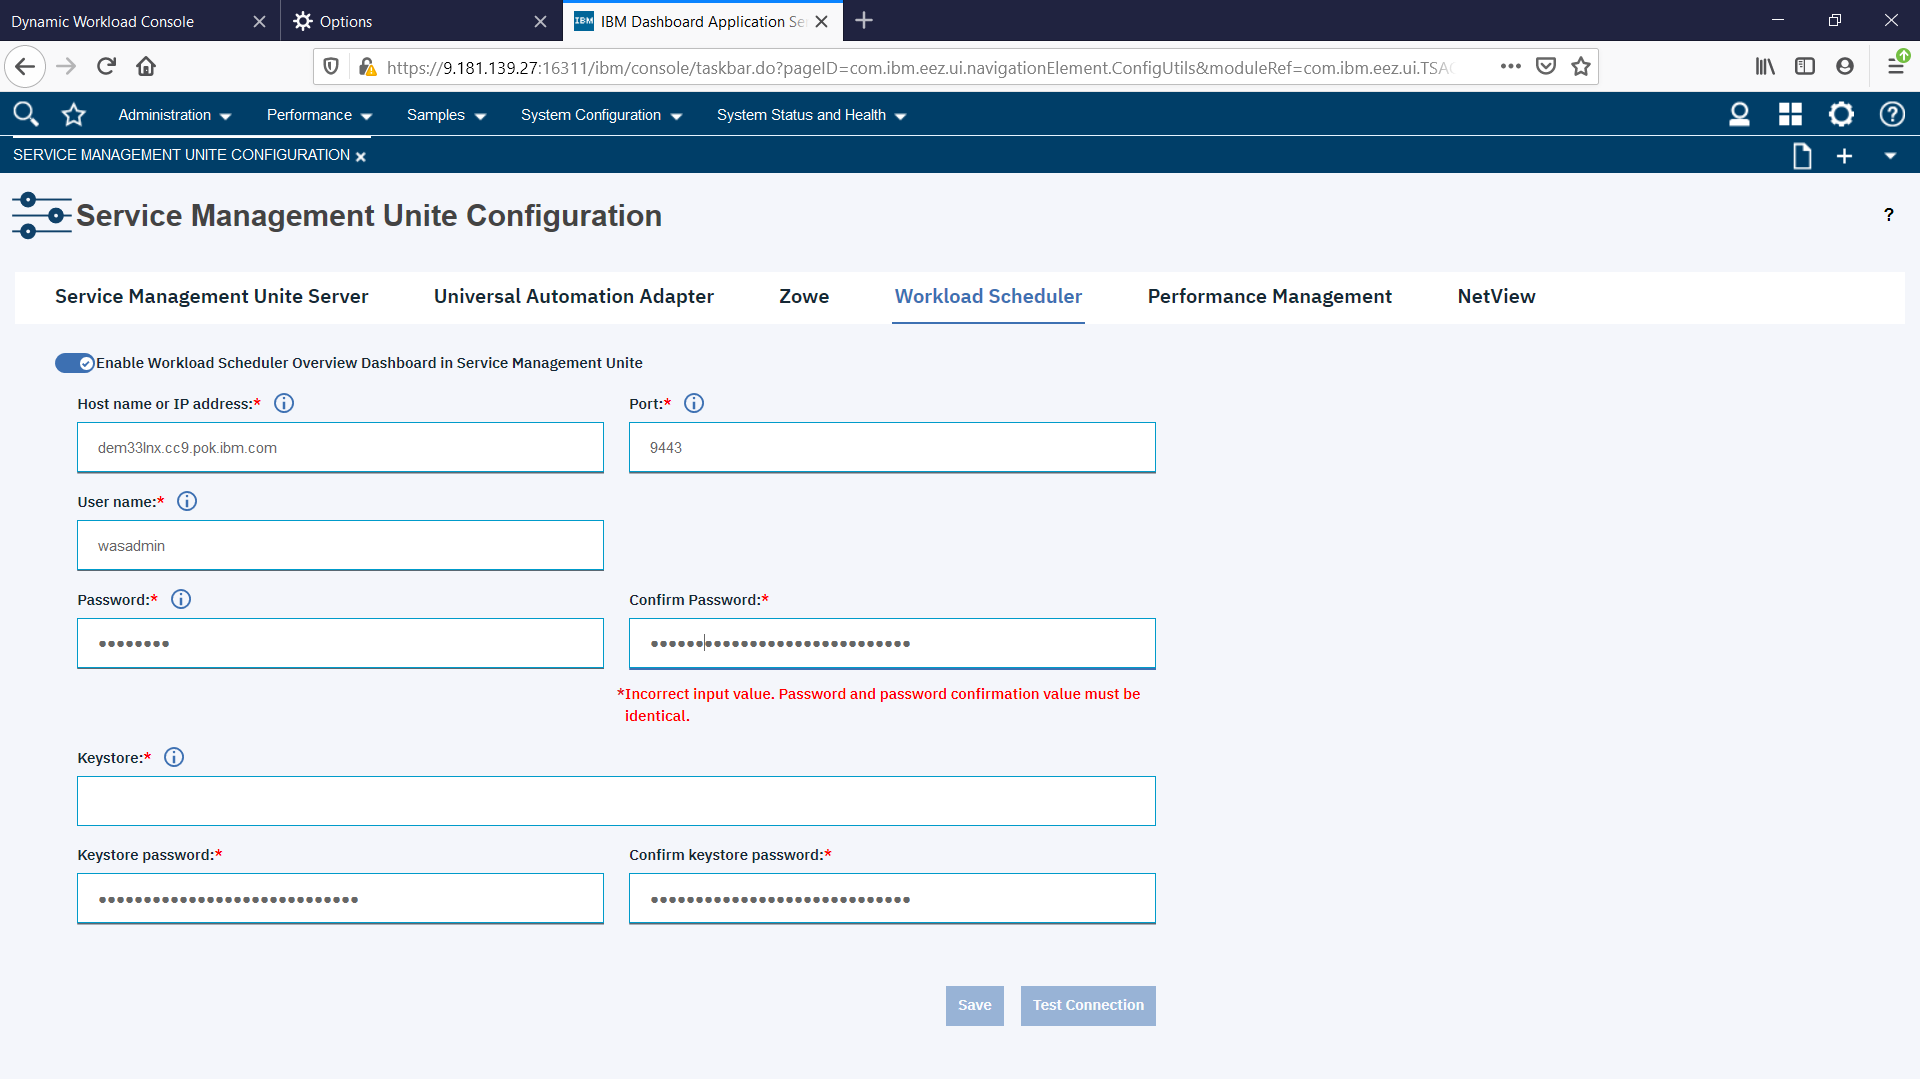 Dynamic Workload Console
Options
IBM
IBM Dashboard Application Se
https://9.181.139.27:16311/ibm/console/taskbar.do?pageID=com.ibm.eez.ui.navigationElement.ConfigUtils&moduleRef=com.ibm.eez.ui.TSA
Administration
Performance
Samples
System Configuration
System Status and Health
SERVICE MANAGEMENT UNITE CONFIGURATION
Service Management Unite Configuration
?
Service Management Unite Server
Universal Automation Adapter
Zowe
Workload Scheduler
Performance Management
NetView
Enable Workload Scheduler Overview Dashboard in Service Management Unite
Host name or IP address:*
Port:*
dem33lnx.cc9.pok.ibm.com
9443
User name:*
wasadmin
Password:*
Confirm Password:*
*Incorrect input value. Password and password confirmation value must be
identical.
Keystore:*
Keystore password:*
Confirm keystore password:*
Save
Test Connection